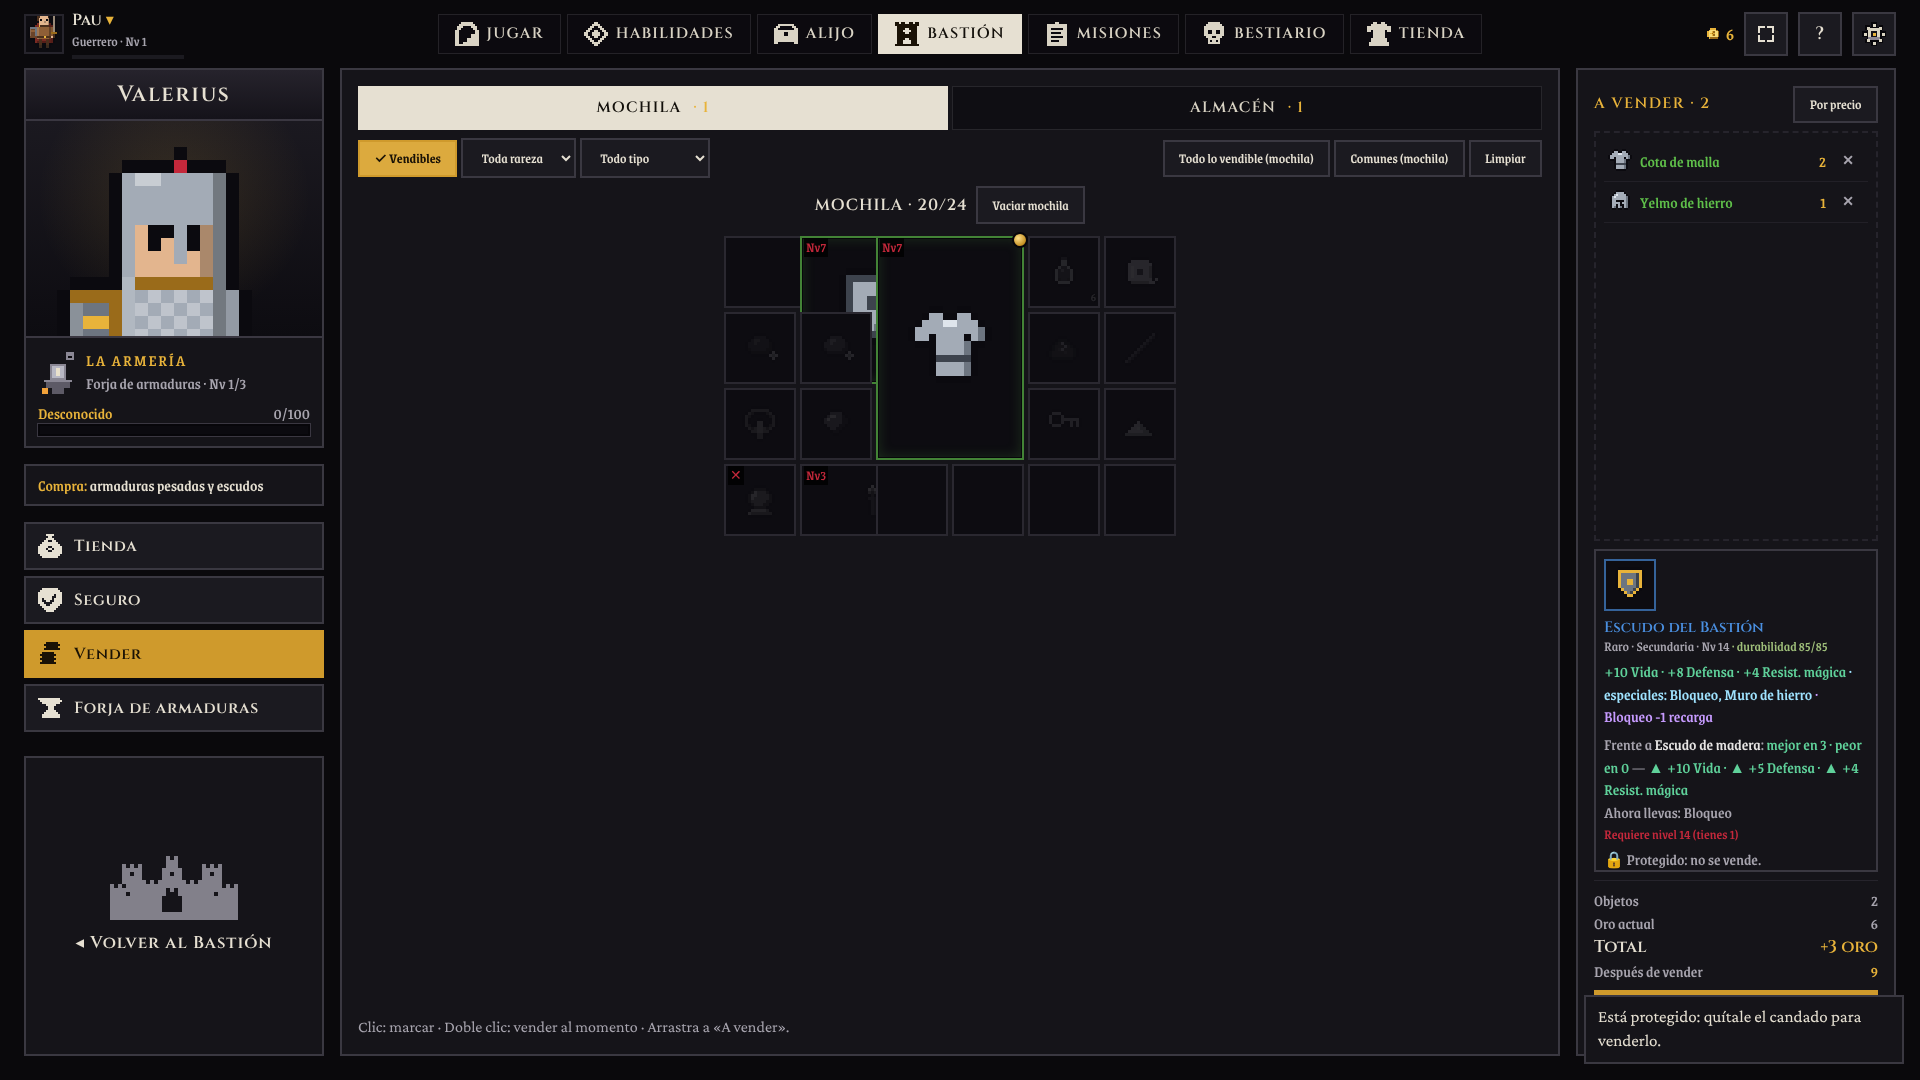 Pau ▾
Guerrero · Nv 1
JUGAR
HABILIDADES
ALIJO
BASTIÓN
MISIONES
BESTIARIO
TIENDA
6
?
VALERIUS
LA ARMERÍA
Forja de armaduras · Nv 1/3
Desconocido 0/100
Compra: armaduras pesadas y escudos
TIENDA
SEGURO
VENDER
FORJA DE ARMADURAS
◂ VOLVER AL BASTIÓN
MOCHILA · 1
ALMACÉN · 1
✓ Vendibles
Toda rareza
Todo tipo
Todo lo vendible (mochila)
Comunes (mochila)
Limpiar
MOCHILA · 20/24
Vaciar mochila
Nv7
Nv7
6
✕
Nv3
Clic: marcar · Doble clic: vender al momento · Arrastra a «A vender».
A VENDER · 2
Por precio
Cota de malla 2 ✕
Yelmo de hierro 1 ✕
ESCUDO DEL BASTIÓN
Raro · Secundaria · Nv 14 · durabilidad 85/85
+10 Vida · +8 Defensa · +4 Resist. mágica ·
especiales: Bloqueo, Muro de hierro ·
Bloqueo -1 recarga
Frente a Escudo de madera: mejor en 3 · peor
en 0 — ▲ +10 Vida · ▲ +5 Defensa · ▲ +4
Resist. mágica
Ahora llevas: Bloqueo
Requiere nivel 14 (tienes 1)
🔒 Protegido: no se vende.
Objetos 2
Oro actual 6
TOTAL +3 ORO
Después de vender 9
Está protegido: quítale el candado para
venderlo.